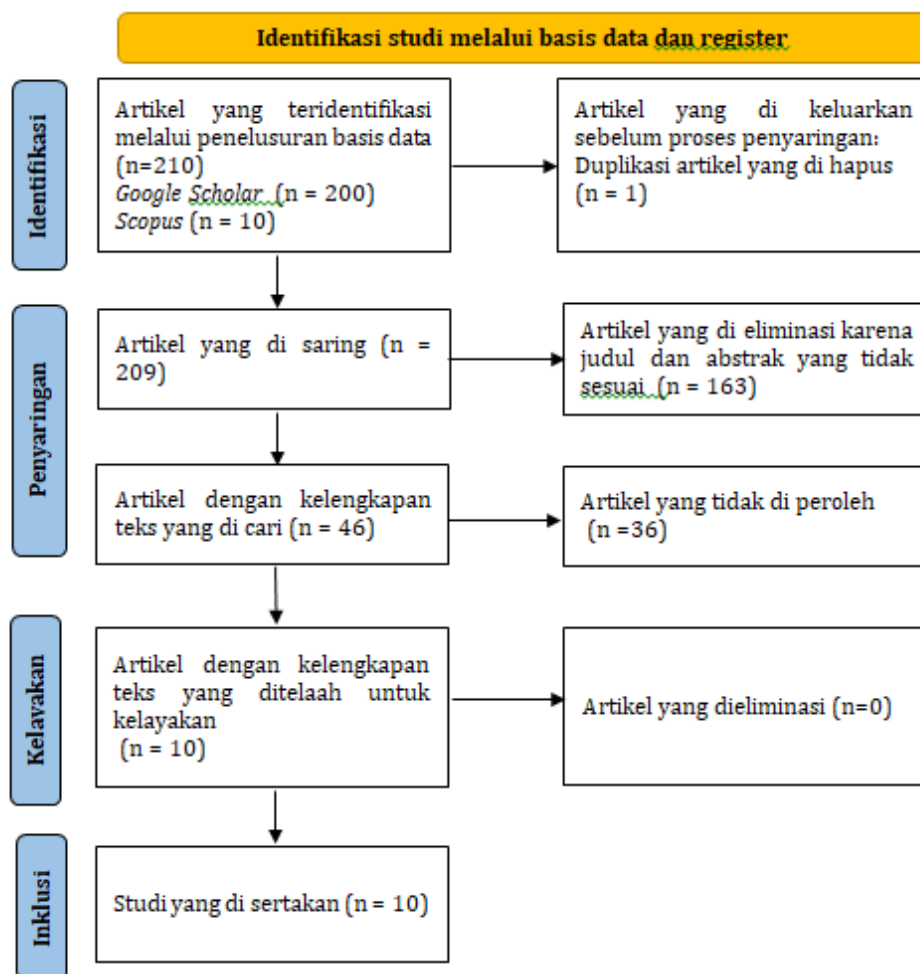 Identifikasi studi melalui basis data dan register
Identifikasi
Artikel yang teridentifikasi
melalui penelusuran basis data
(n=210)
Google Scholar (n = 200)
Scopus (n = 10)
Artikel yang di keluarkan
sebelum proses penyaringan:
Duplikasi artikel yang di hapus
(n = 1)
Penyaringan
Artikel yang di saring (n =
209)
Artikel yang di eliminasi karena
judul dan abstrak yang tidak
sesuai (n = 163)
Artikel dengan kelengkapan
teks yang di cari (n = 46)
Artikel yang tidak di peroleh
(n =36)
Kelayakan
Artikel dengan kelengkapan
teks yang ditelaah untuk
kelayakan
(n = 10)
Artikel yang dieliminasi (n=0)
Inklusi
Studi yang di sertakan (n = 10)